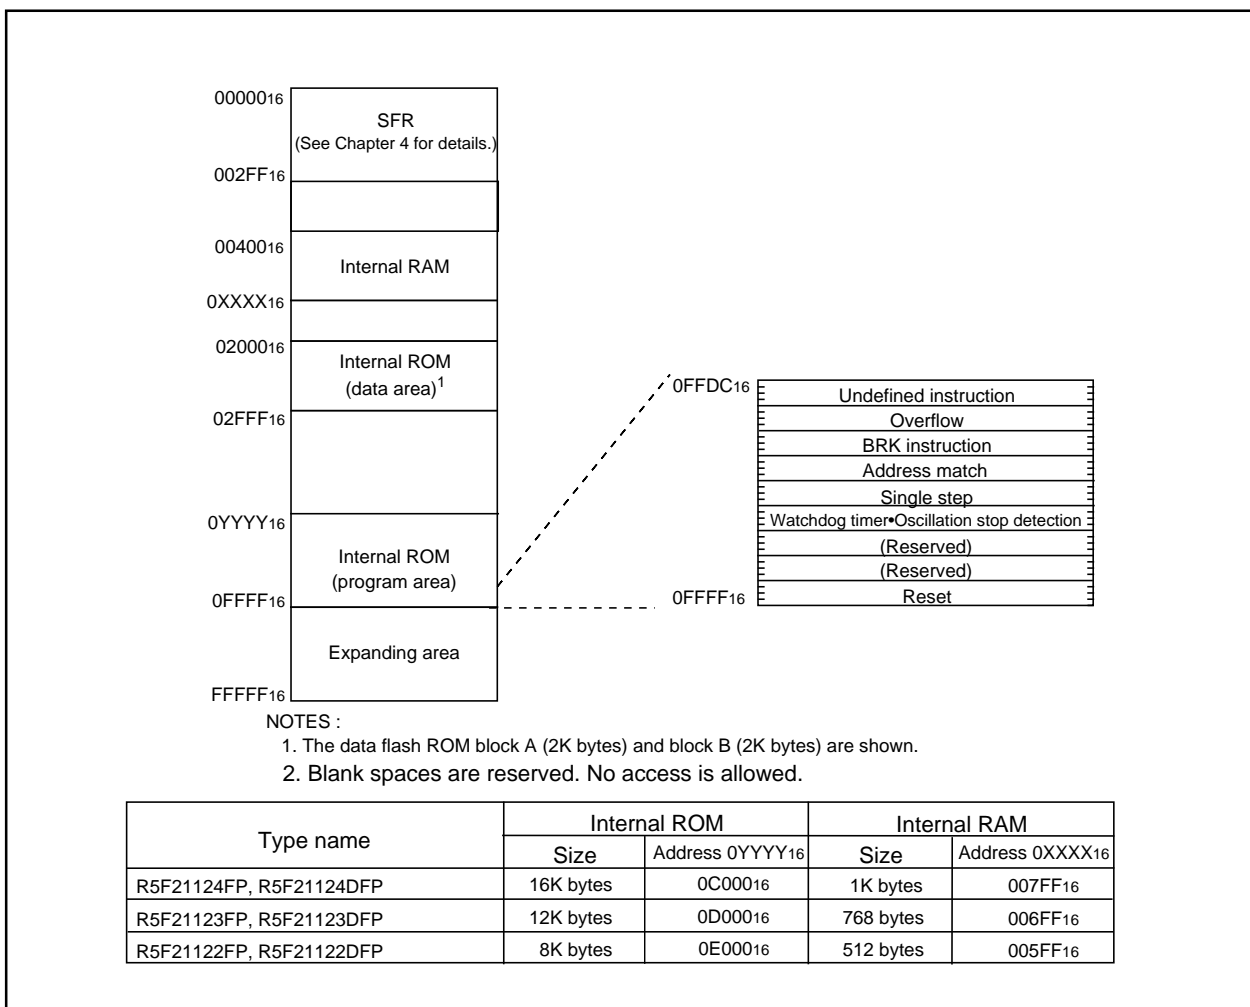 0000016
SFR
(See Chapter 4 for details.)
002FF16
0040016
Internal RAM
0XXXX16
0200016
Internal ROM
(data area)1
02FFF16
0YYYY16
Internal ROM
(program area)
0FFFF16
Expanding area
FFFFF16
0FFDC16
Undefined instruction
Overflow
BRK instruction
Address match
Single step
Watchdog timer•Oscillation stop detection
(Reserved)
(Reserved)
Reset
0FFFF16
NOTES :
1. The data flash ROM block A (2K bytes) and block B (2K bytes) are shown.
2. Blank spaces are reserved. No access is allowed.
Type name Internal ROM Internal RAM
Size Address 0YYYY16 Size Address 0XXXX16
R5F21124FP, R5F21124DFP 16K bytes 0C00016 1K bytes 007FF16
R5F21123FP, R5F21123DFP 12K bytes 0D00016 768 bytes 006FF16
R5F21122FP, R5F21122DFP 8K bytes 0E00016 512 bytes 005FF16